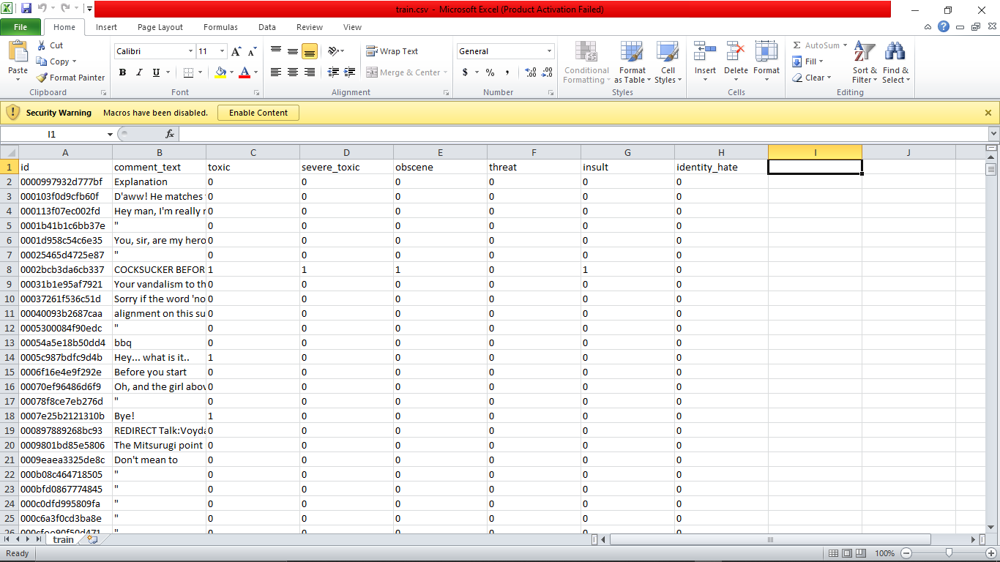 train.csv - Microsoft Excel (Product Activation Failed)
File Home Insert Page Layout Formulas Data Review View
Paste Cut Copy Format Painter Clipboard
Calibri 11 A A B I U Font
Wrap Text Merge & Center Alignment
General $ % , .00 .0 Number
Conditional Formatting Format as Table Cell Styles Styles
Insert Delete Format Cells
Σ AutoSum Fill Clear Sort & Filter Find & Select Editing
Security Warning Macros have been disabled. Enable Content
I1 fx
A B C D E F G H I J
1 id comment_text toxic severe_toxic obscene threat insult identity_hate
2 0000997932d777bf Explanation 0 0 0 0 0 0
3 000103f0d9cfb60f D'aww! He matches 0 0 0 0 0 0
4 000113f07ec002fd Hey man, I'm really 0 0 0 0 0 0
5 0001b41b1c6bb37e " 0 0 0 0 0 0
6 0001d958c54c6e35 You, sir, are my hero 0 0 0 0 0 0
7 00025465d4725e87 " 0 0 0 0 0 0
8 0002bcb3da6cb337 COCKSUCKER BEFOR 1 1 1 0 1 0
9 00031b1e95af7921 Your vandalism to th 0 0 0 0 0 0
10 00037261f536c51d Sorry if the word 'no 0 0 0 0 0 0
11 00040093b2687caa alignment on this su 0 0 0 0 0 0
12 0005300084f90edc " 0 0 0 0 0 0
13 00054a5e18b50dd4 bbq 0 0 0 0 0 0
14 0005c987bdfc9d4b Hey... what is it.. 1 0 0 0 0 0
15 0006f16e4e9f292e Before you start 0 0 0 0 0 0
16 00070ef96486d6f9 Oh, and the girl abov 0 0 0 0 0 0
17 00078f8ce7eb276d " 0 0 0 0 0 0
18 0007e25b2121310b Bye! 1 0 0 0 0 0
19 000897889268bc93 REDIRECT Talk:Voyda 0 0 0 0 0 0
20 0009801bd85e5806 The Mitsurugi point 0 0 0 0 0 0
21 0009eaea3325de8c Don't mean to 0 0 0 0 0 0
22 000b08c464718505 " 0 0 0 0 0 0
23 000bfd0867774845 " 0 0 0 0 0 0
24 000c0dfd995809fa " 0 0 0 0 0 0
25 000c6a3f0cd3ba8e " 0 0 0 0 0 0
26 000cfee90f50d471 " 0 0 0 0 0 0
train
Ready 100%